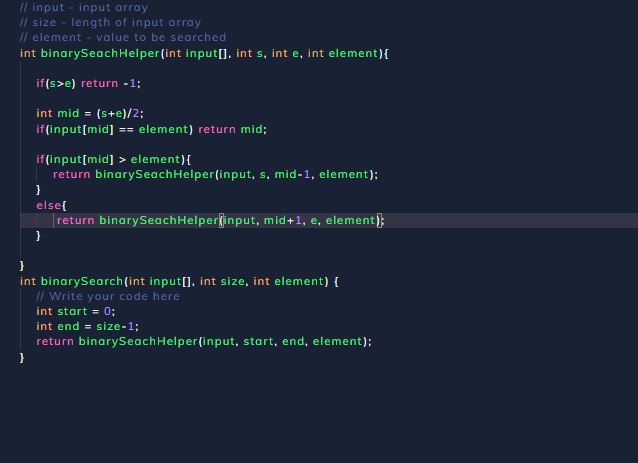 // input - input array
// size - length of input array
// element - value to be searched
int binarySeachHelper(int input[], int s, int e, int element){
if(s>e) return -1;
int mid = (s+e)/2;
if(input[mid] == element) return mid;
if(input[mid] > element){
return binarySeachHelper(input, s, mid-1, element);
}
else{
return binarySeachHelper(input, mid+1, e, element);
}
}
int binarySearch(int input[], int size, int element) {
// Write your code here
int start = 0;
int end = size-1;
return binarySeachHelper(input, start, end, element);
}